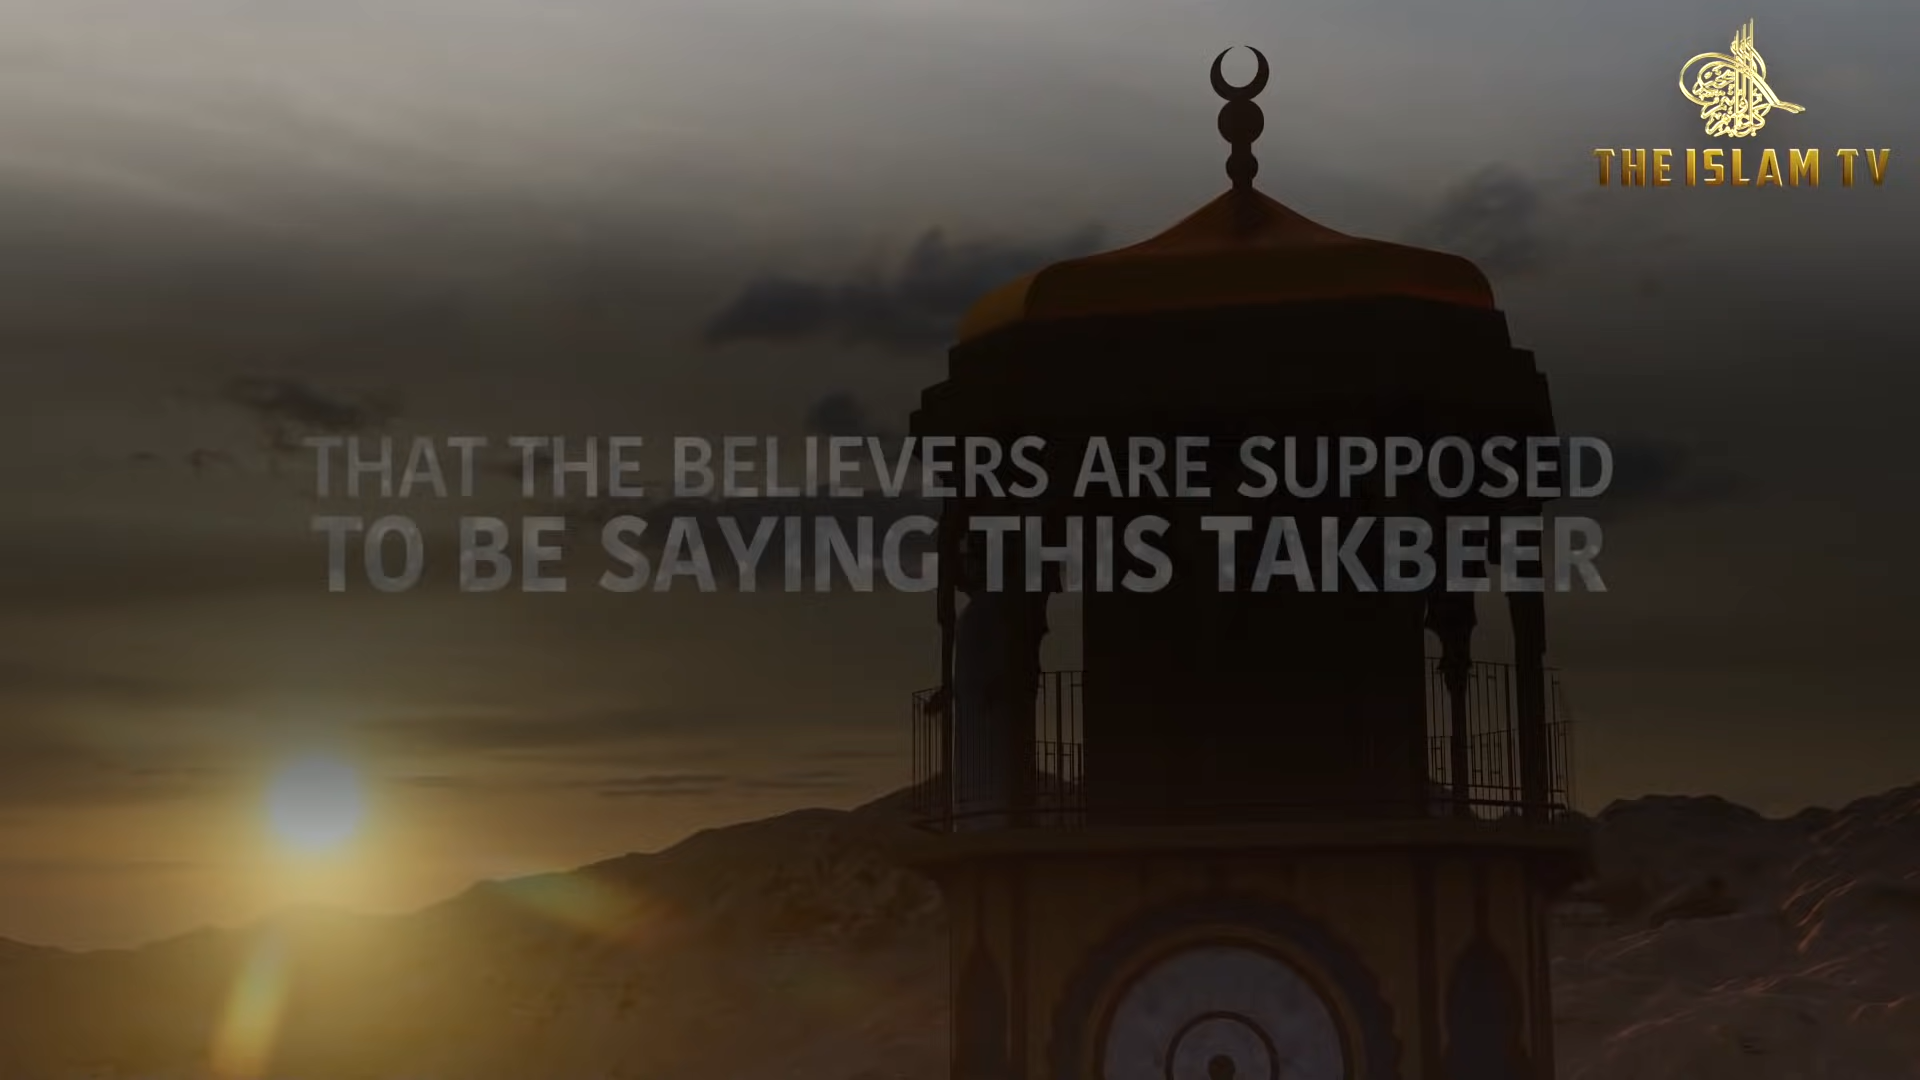 THE ISLAM TV
THAT THE BELIEVERS ARE SUPPOSED
TO BE SAYING THIS TAKBEER